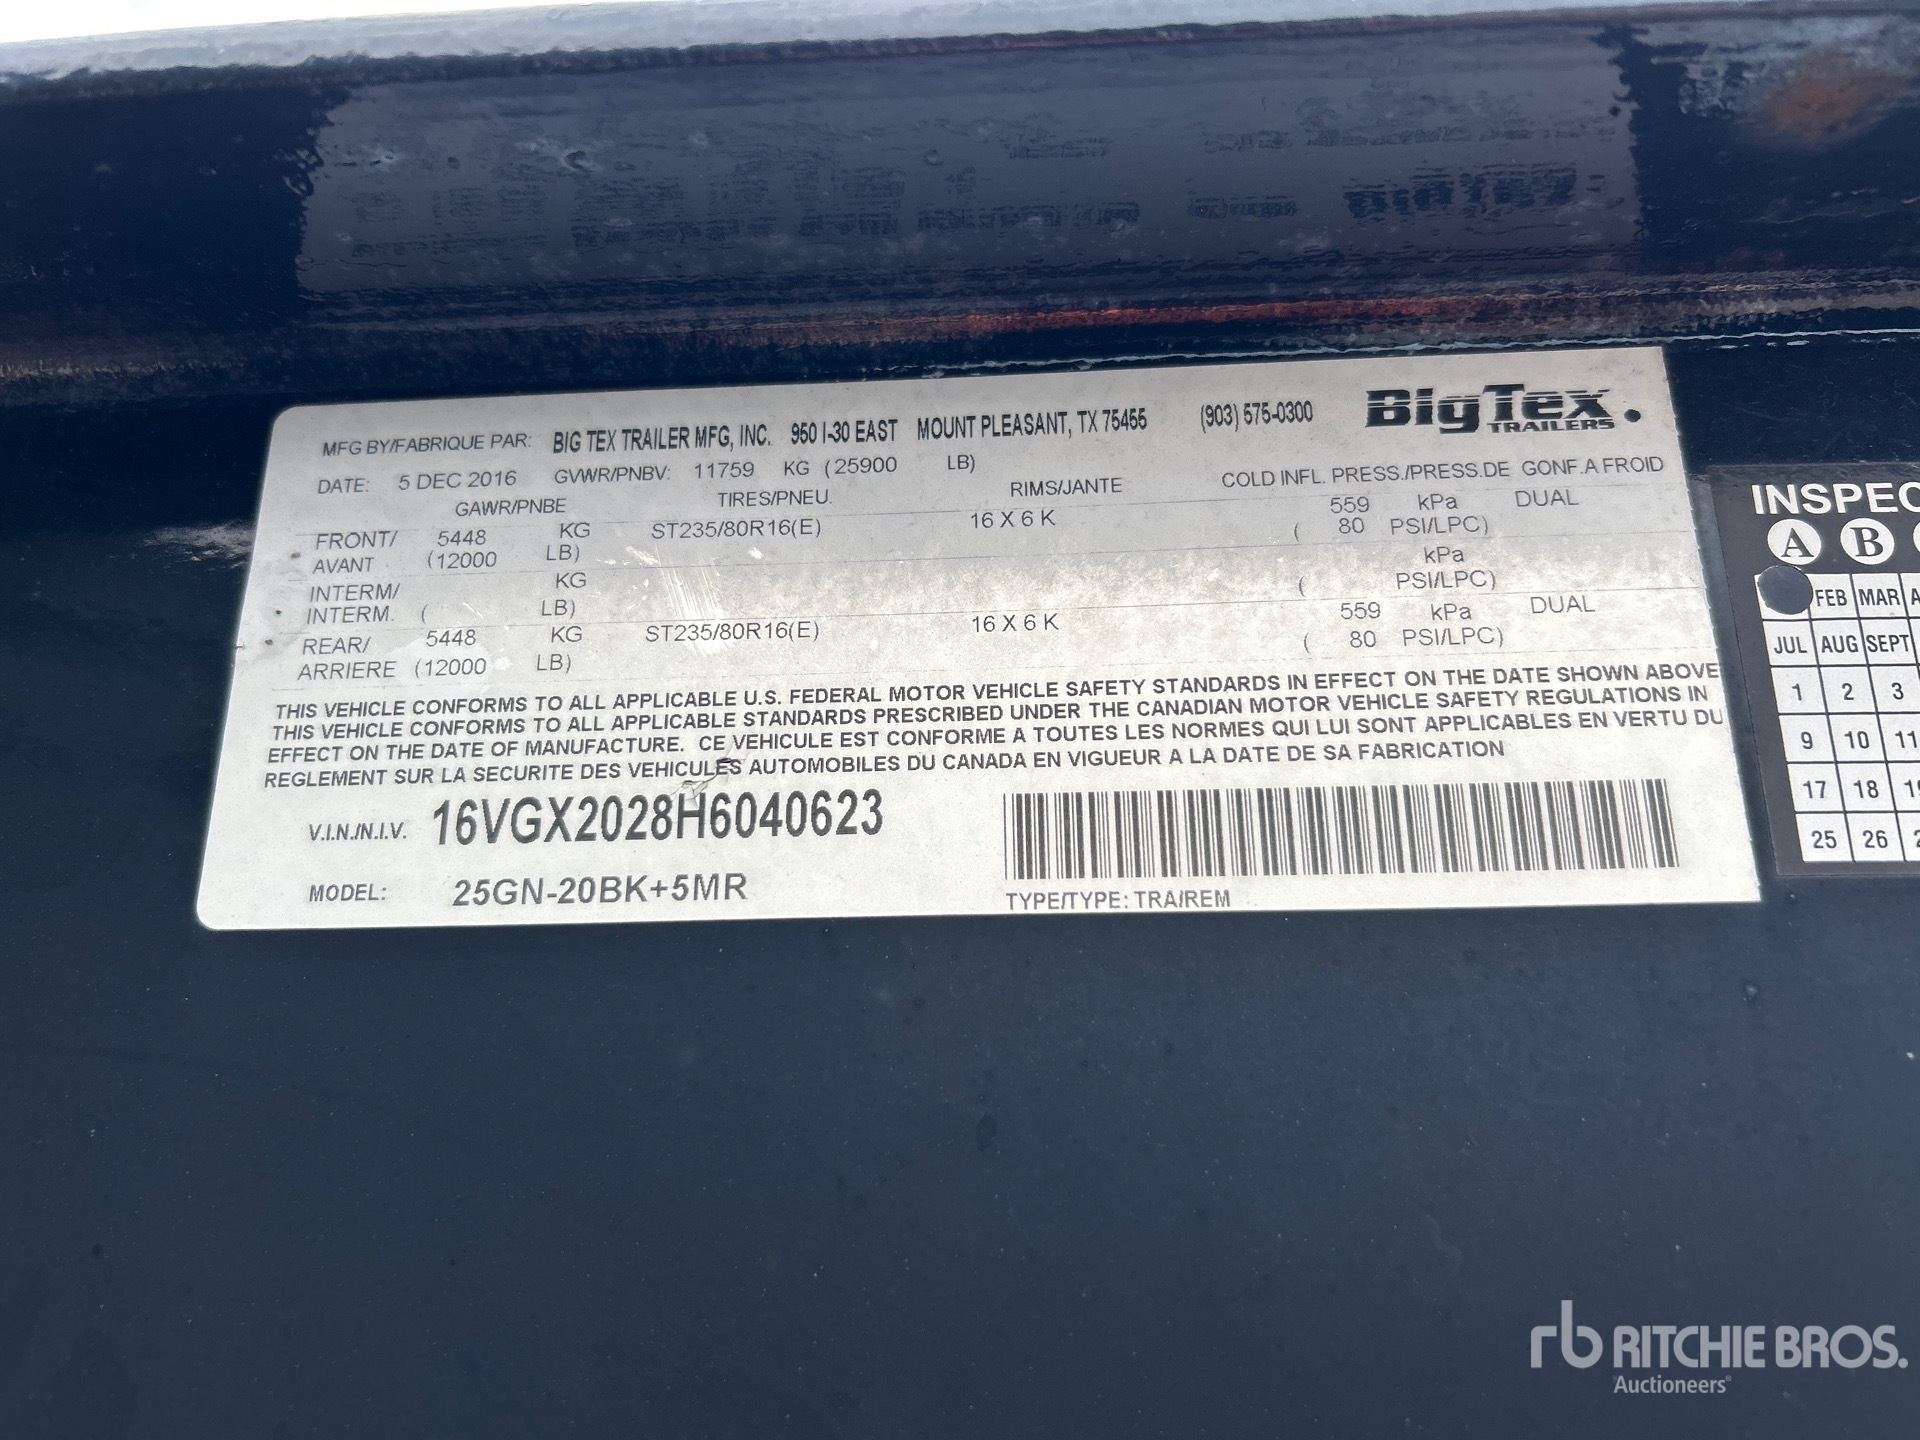 MFG BY/FABRIQUE PAR: BIG TEX TRAILER MFG, INC. 950 I-30 EAST MOUNT PLEASANT, TX 75455 (903) 575-0300 BigTex.
TRAILERS
DATE: 5 DEC 2016 GVWR/PNBV: 11759 KG (25900 LB)
GAWR/PNBE TIRES/PNEU. RIMS/JANTE COLD INFL. PRESS./PRESS.DE GONF.A FROID
FRONT/ 5448 KG ST235/80R16(E) 16 X 6 K 559 kPa DUAL
AVANT (12000 LB) ( 80 PSI/LPC)
INTERM/ KG kPa
INTERM. ( LB) ( PSI/LPC)
REAR/ 5448 KG ST235/80R16(E) 16 X 6 K 559 kPa DUAL
ARRIERE (12000 LB) ( 80 PSI/LPC)
THIS VEHICLE CONFORMS TO ALL APPLICABLE U.S. FEDERAL MOTOR VEHICLE SAFETY STANDARDS IN EFFECT ON THE DATE SHOWN ABOVE
THIS VEHICLE CONFORMS TO ALL APPLICABLE STANDARDS PRESCRIBED UNDER THE CANADIAN MOTOR VEHICLE SAFETY REGULATIONS IN
EFFECT ON THE DATE OF MANUFACTURE. CE VEHICULE EST CONFORME A TOUTES LES NORMES QUI LUI SONT APPLICABLES EN VERTU DU
REGLEMENT SUR LA SECURITE DES VEHICULES AUTOMOBILES DU CANADA EN VIGUEUR A LA DATE DE SA FABRICATION
V.I.N./N.I.V. 16VGX2028H6040623
MODEL: 25GN-20BK+5MR
TYPE/TYPE: TRA/REM
INSPEC
A B
FEB MAR A
JUL AUG SEPT
1 2 3
9 10 11
17 18 19
25 26 2
rb RITCHIE BROS.
Auctioneers